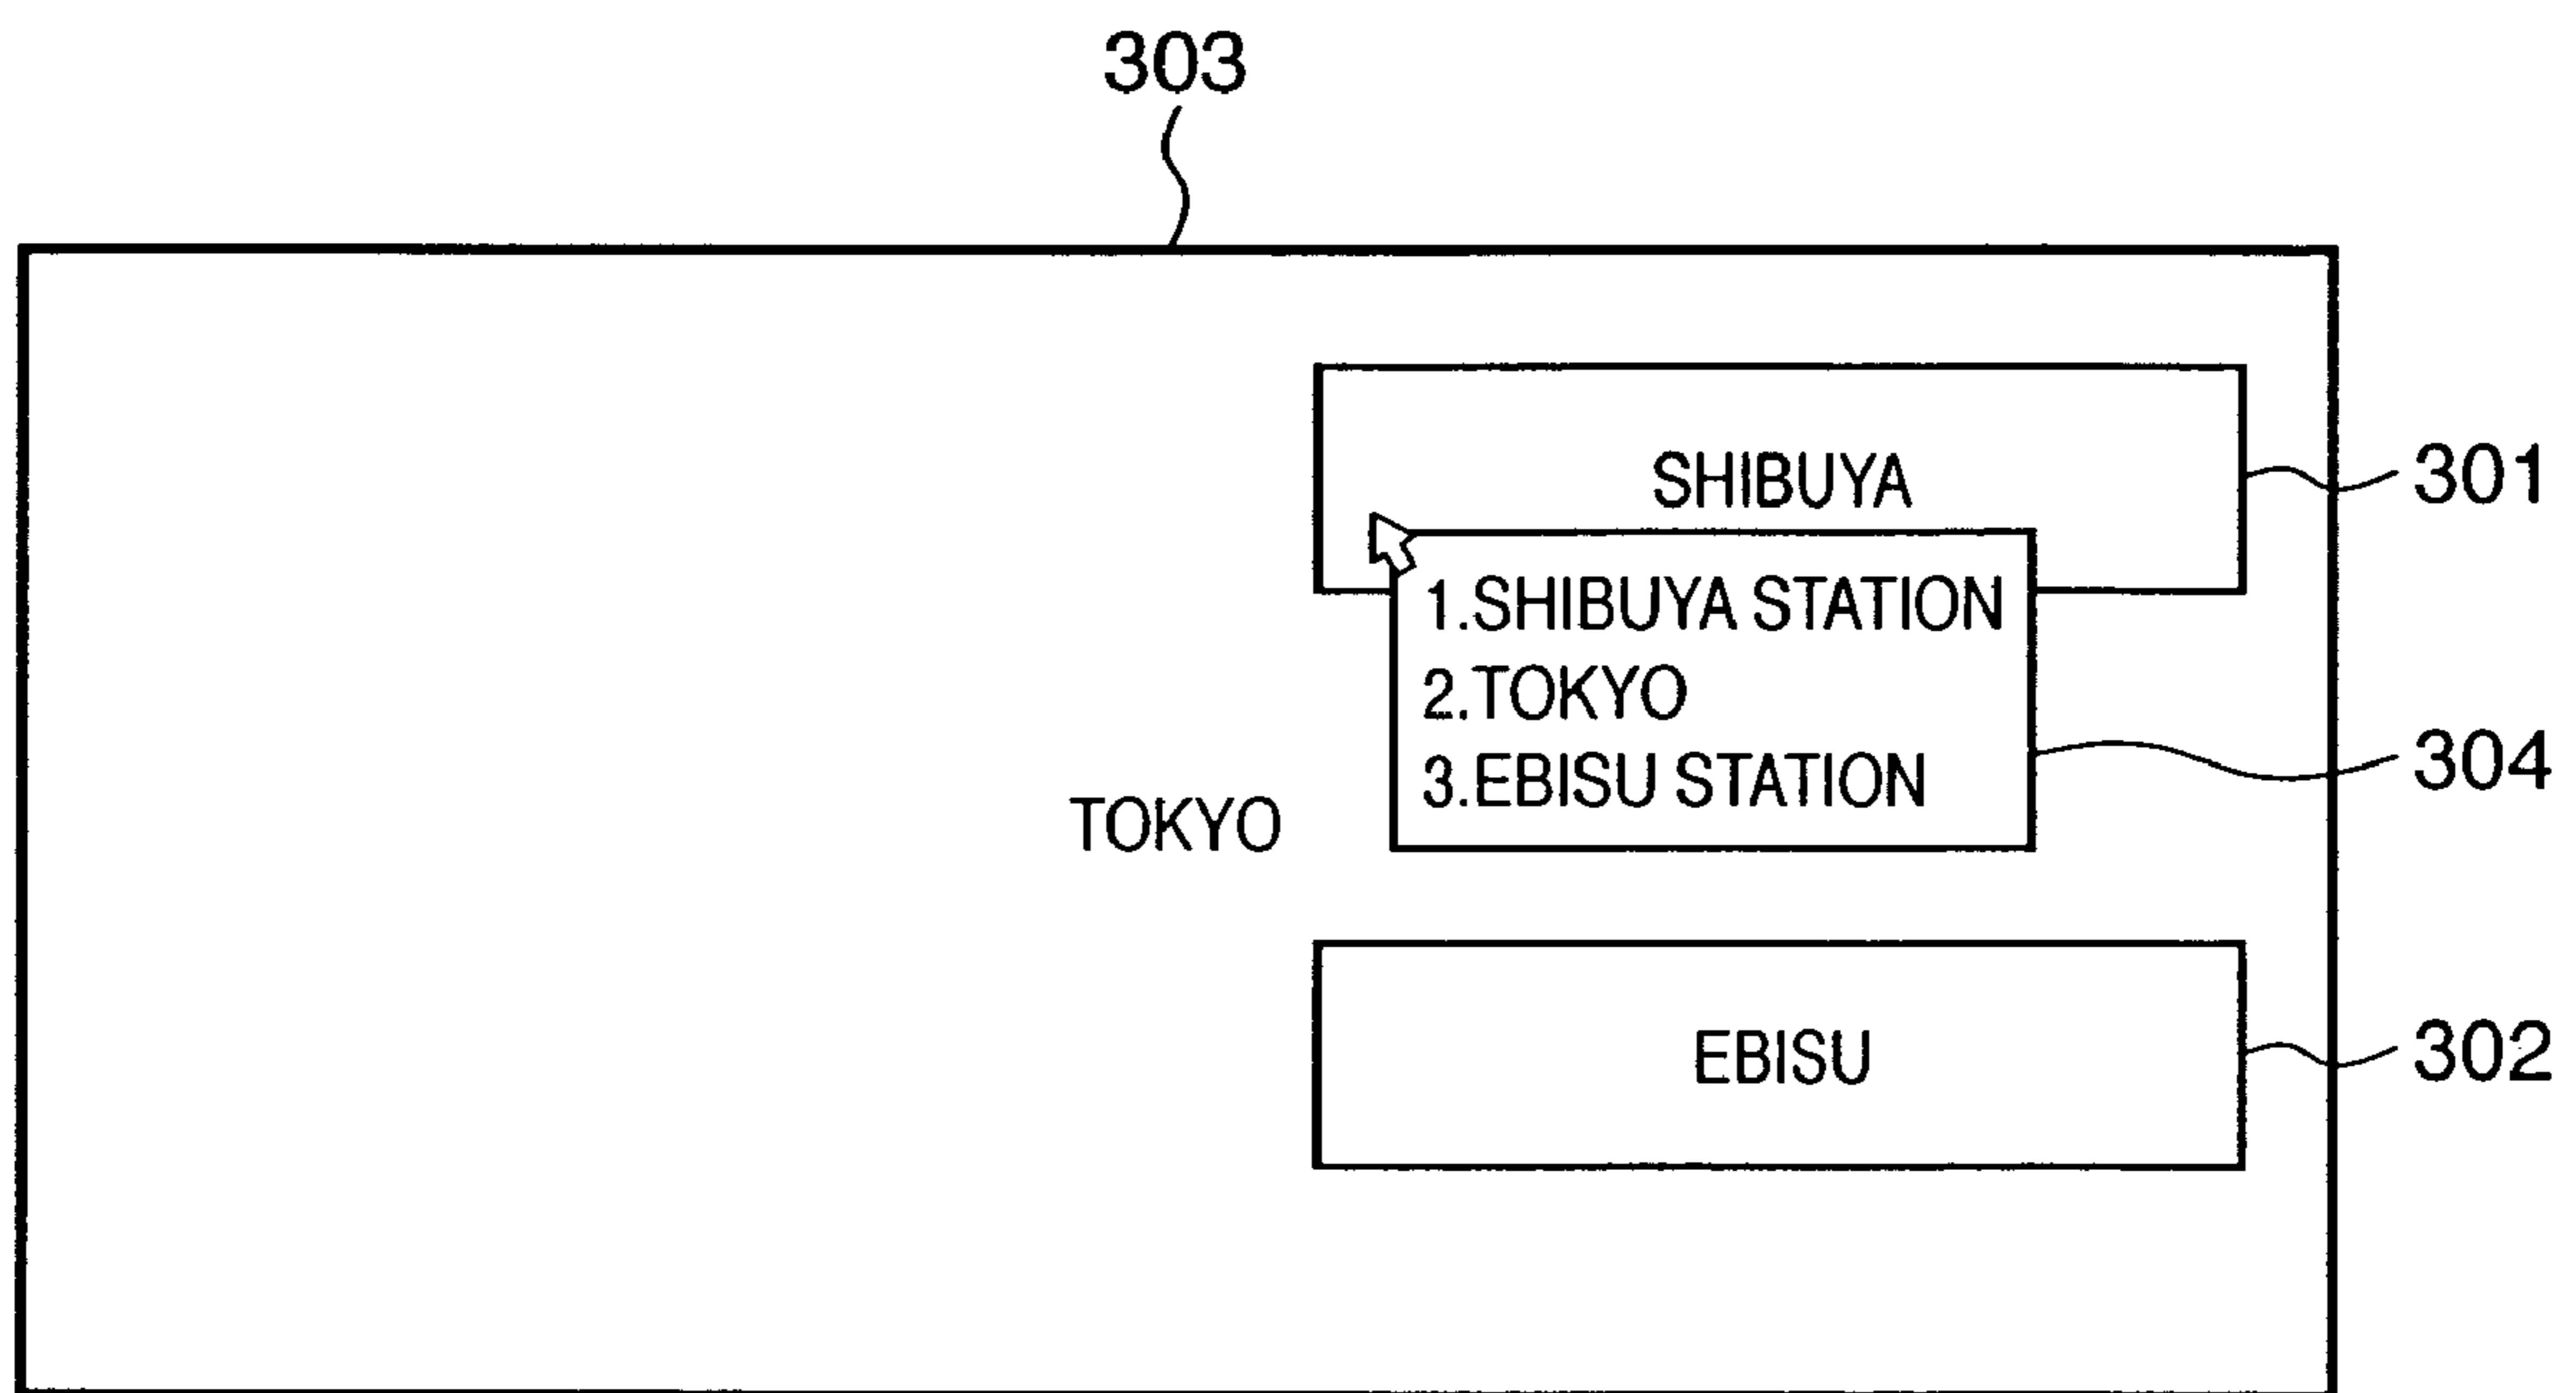 303
SHIBUYA
301
1.SHIBUYA STATION
2.TOKYO
3.EBISU STATION
304
TOKYO
EBISU
302